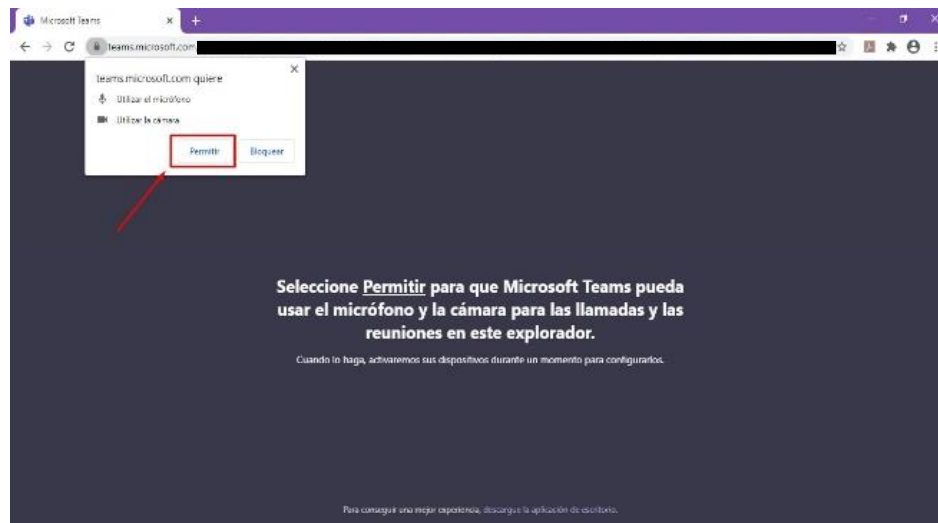 Microsoft Teams
teams.microsoft.com
teams.microsoft.com quiere
Utilizar el micrófono
Utilizar la cámara
Permitir
Bloquear
Seleccione Permitir para que Microsoft Teams pueda
usar el micrófono y la cámara para las llamadas y las
reuniones en este explorador.
Cuando lo haga, activaremos sus dispositivos durante un momento para configurarlos.
Para conseguir una mejor experiencia, descargue la aplicación de escritorio.